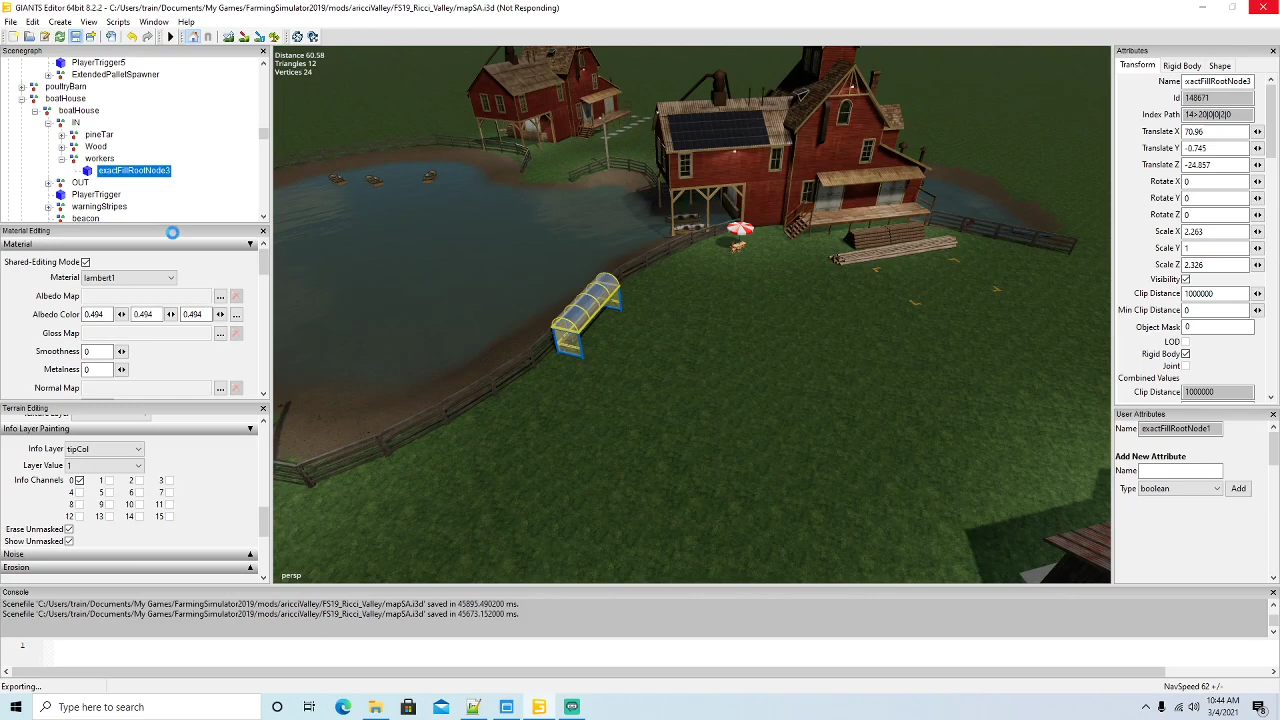 GIANTS Editor 64bit 8.2.2 - [C:/Users/train/Documents/My Games/FarmingSimulator2019/mods/aricciValley/FS19_Ricci_Valley/mapSA.i3d] (Not Responding)
File Edit Create View Scripts Window Help
Scenegraph
PlayerTrigger5
ExtendedPalletSpawner
poultryBarn
boatHouse
boatHouse
IN
pineTar
Wood
workers
exactFillRootNode3
OUT
PlayerTrigger
warningStripes
beacon
Material Editing
Material
Shared-Editing Mode
Material lambert1
Albedo Map ...
Albedo Color 0.494 0.494 0.494 ...
Gloss Map ...
Smoothness 0
Metalness 0
Normal Map ...
Terrain Editing
Info Layer Painting
Info Layer tipCol
Layer Value 1
Info Channels 0 1 2 3
4 5 6 7
8 9 10 11
12 13 14 15
Erase Unmasked
Show Unmasked
Noise
Erosion
Distance 60.58
Triangles 12
Vertices 24
persp
Attributes
Transform Rigid Body Shape
Name xactFillRootNode3
Id 148671
Index Path 14>20|0|0|2|0
Translate X 70.96
Translate Y -0.745
Translate Z -24.857
Rotate X 0
Rotate Y 0
Rotate Z 0
Scale X 2.263
Scale Y 1
Scale Z 2.326
Visibility
Clip Distance 1000000
Min Clip Distance 0
Object Mask 0
LOD
Rigid Body
Joint
Combined Values
Clip Distance 1000000
User Attributes
Name exactFillRootNode1
Add New Attribute
Name
Type boolean Add
Console
Scenefile 'C:/Users/train/Documents/My Games/FarmingSimulator2019/mods/aricciValley/FS19_Ricci_Valley/mapSA.i3d' saved in 45895.490200 ms.
Scenefile 'C:/Users/train/Documents/My Games/FarmingSimulator2019/mods/aricciValley/FS19_Ricci_Valley/mapSA.i3d' saved in 45673.152000 ms.
1
Exporting...
NavSpeed 62 +/-
Type here to search
10:44 AM
3/4/2021
2